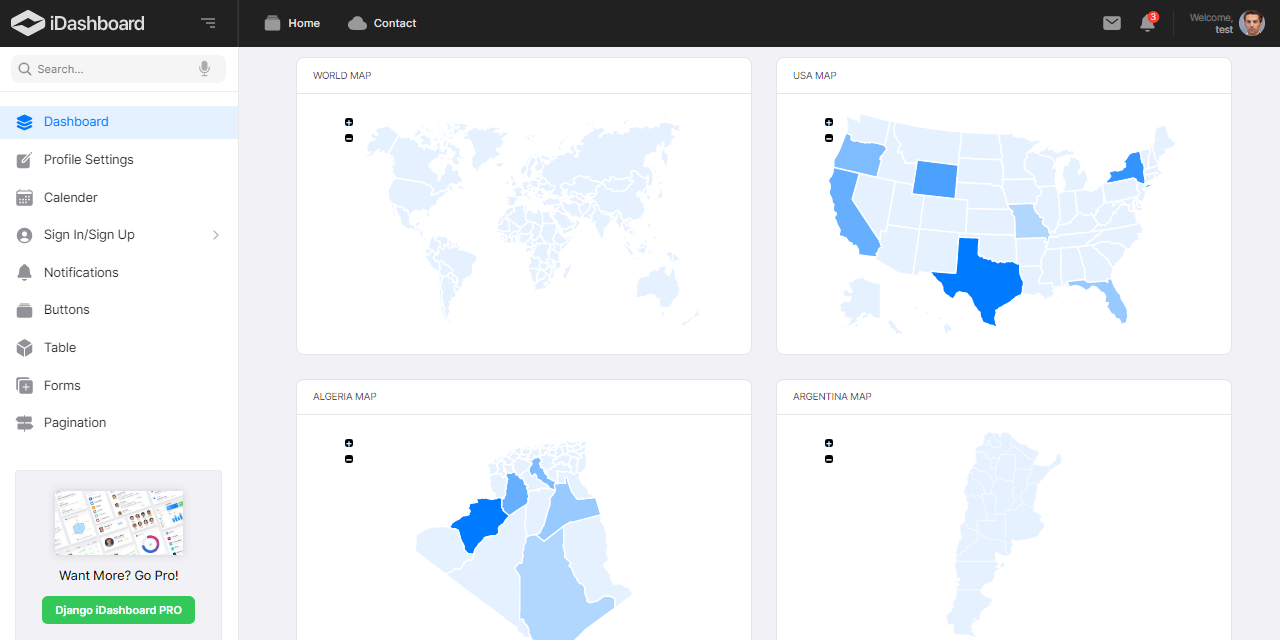 iDashboard
Home
Contact
3
Welcome,
test
Search...
Dashboard
Profile Settings
Calender
Sign In/Sign Up
Notifications
Buttons
Table
Forms
Pagination
Want More? Go Pro!
Django iDashboard PRO
WORLD MAP
USA MAP
ALGERIA MAP
ARGENTINA MAP